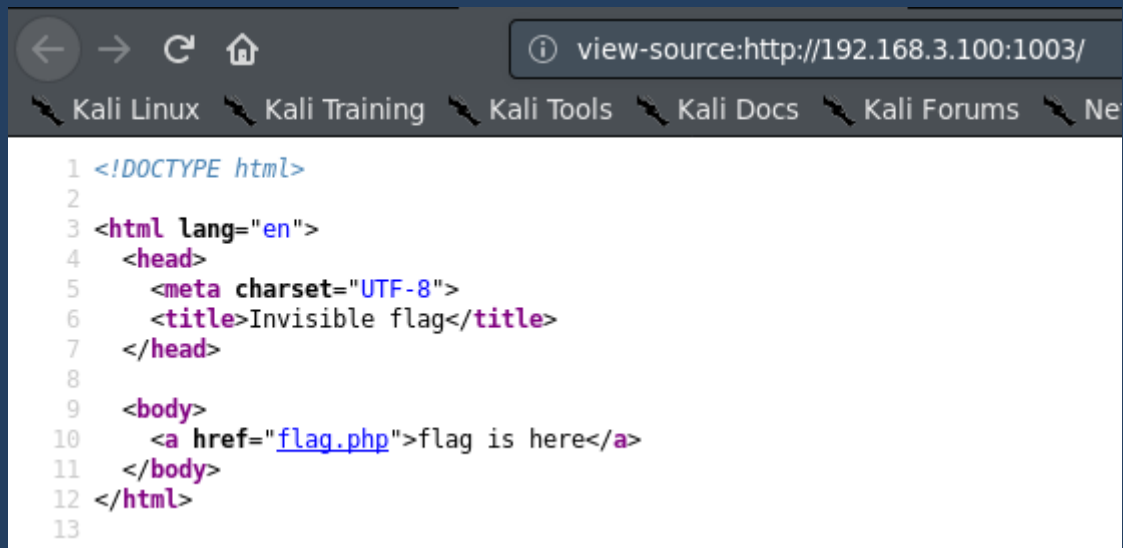 view-source:http://192.168.3.100:1003/
Kali Linux Kali Training Kali Tools Kali Docs Kali Forums Ne
1 <!DOCTYPE html>
2
3 <html lang="en">
4   <head>
5     <meta charset="UTF-8">
6     <title>Invisible flag</title>
7   </head>
8
9   <body>
10     <a href="flag.php">flag is here</a>
11   </body>
12 </html>
13